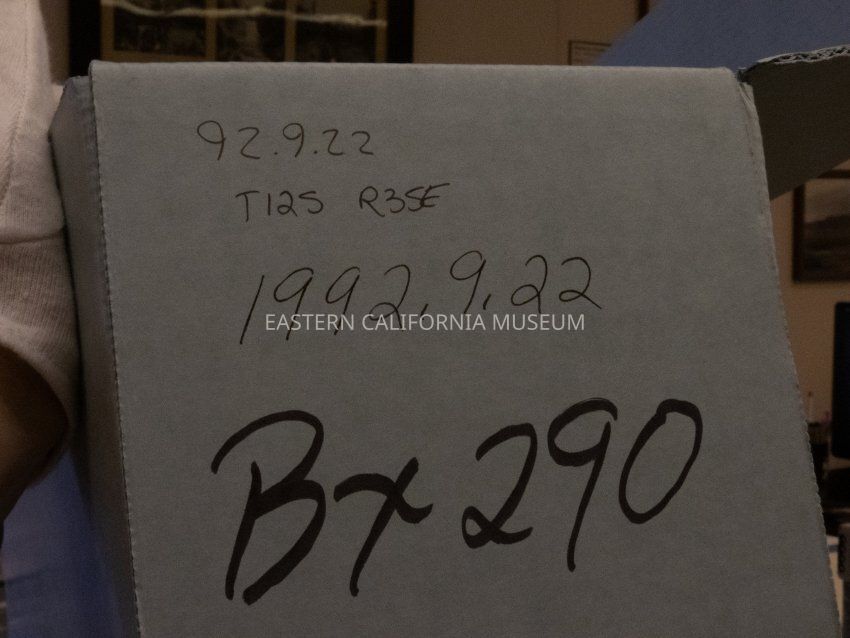 92.9.22
T12S R35E
1992.9.22
EASTERN CALIFORNIA MUSEUM
Bx 290